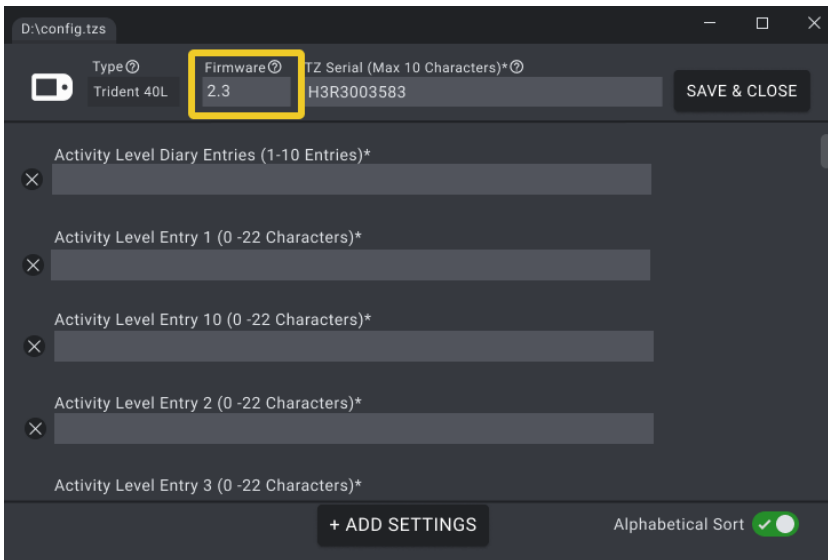 D:\config.tzs
Type
Firmware
TZ Serial (Max 10 Characters)*
Trident 40L
2.3
H3R3003583
SAVE & CLOSE
Activity Level Diary Entries (1-10 Entries)*
Activity Level Entry 1 (0 -22 Characters)*
Activity Level Entry 10 (0 -22 Characters)*
Activity Level Entry 2 (0 -22 Characters)*
Activity Level Entry 3 (0 -22 Characters)*
+ ADD SETTINGS
Alphabetical Sort